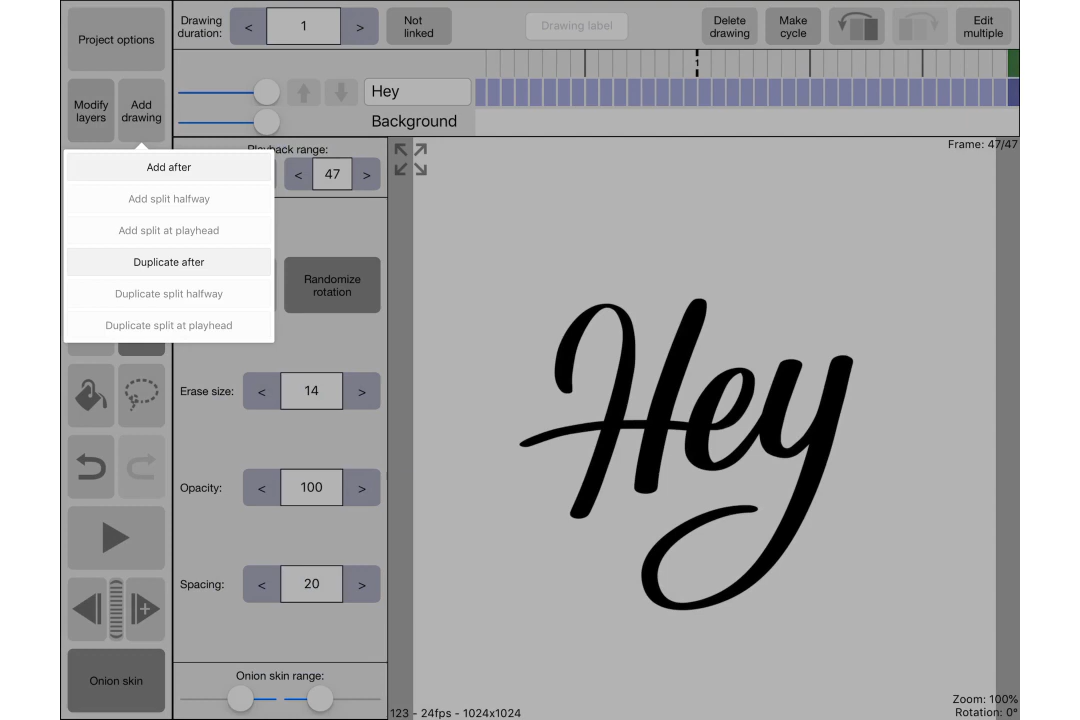 Project options
Drawing duration:
<
1
>
Not linked
Drawing label
Delete drawing
Make cycle
Edit multiple
1
Modify layers
Add drawing
Hey
Background
Add after
Add split halfway
Add split at playhead
Duplicate after
Duplicate split halfway
Duplicate split at playhead
Playback range:
<
47
>
Frame: 47/47
Randomize rotation
Erase size:
<
14
>
Opacity:
<
100
>
Spacing:
<
20
>
Hey
Onion skin
Onion skin range:
123 - 24fps - 1024x1024
Zoom: 100%
Rotation: 0°